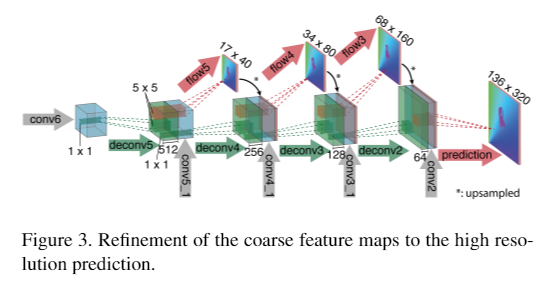 68 x 160
34 x 80
17 x 40
flow3
flow4
flow5
*
*
*
136 x 320
5 x 5
conv6
1 x 1
deconv5
512
1 x 1
conv5_1
deconv4
256
conv4_1
deconv3
128
conv3_1
deconv2
64
conv2
prediction
*: upsampled
Figure 3. Refinement of the coarse feature maps to the high reso-
lution prediction.